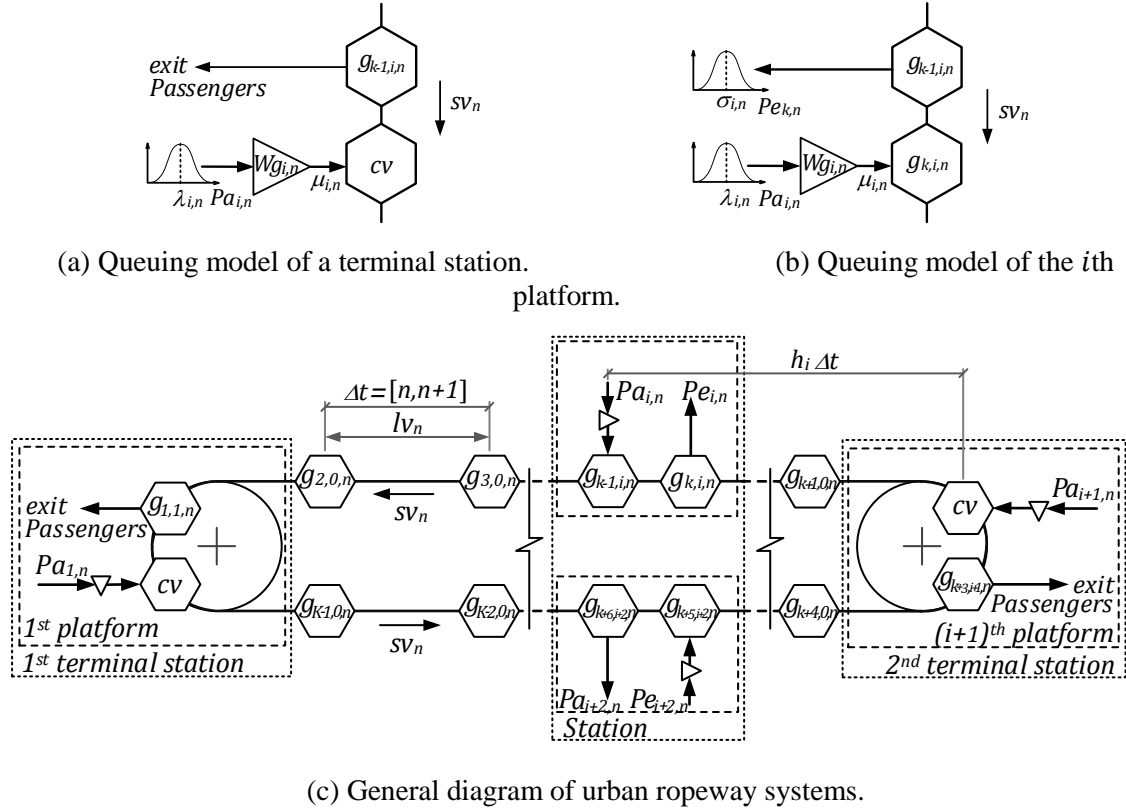 g_{k-1,i,n}
exit
Passengers
sv_n
Wg_{i,n}
cv
λ_{i,n} Pa_{i,n}
μ_{i,n}
g_{k-1,i,n}
σ_{i,n} Pe_{k,n}
sv_n
Wg_{i,n}
g_{k,i,n}
λ_{i,n} Pa_{i,n}
μ_{i,n}
(a) Queuing model of a terminal station.
(b) Queuing model of the ith
platform.
h_i Δt
Δt=[n,n+1]
lv_n
Pa_{i,n}
Pe_{i,n}
g_{2,0,n}
g_{3,0,n}
g_{k-1,i,n}
g_{k,i,n}
g_{k+1,0,n}
cv
Pa_{i+1,n}
g_{1,1,n}
exit
Passengers
sv_n
Pa_{1,n}
cv
g_{k+3,i+1,n}
exit
Passengers
g_{K-1,0,n}
g_{K-2,0,n}
g_{k+6,i+2,n}
g_{k+5,i+2,n}
g_{k+4,0,n}
sv_n
1st platform
1st terminal station
(i+1)th platform
2nd terminal station
Pa_{i+2,n}
Pe_{i+2,n}
Station
(c) General diagram of urban ropeway systems.